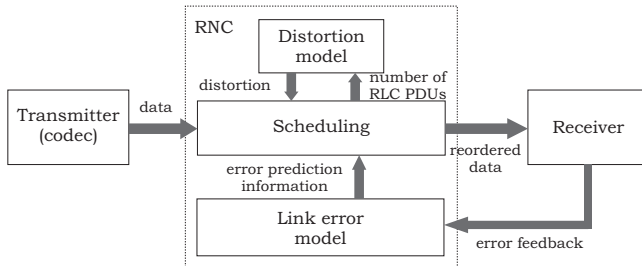 RNC
Distortion
model
distortion
number of
RLC PDUs
Transmitter
(codec)
data
Scheduling
reordered
data
Receiver
error prediction
information
Link error
model
error feedback